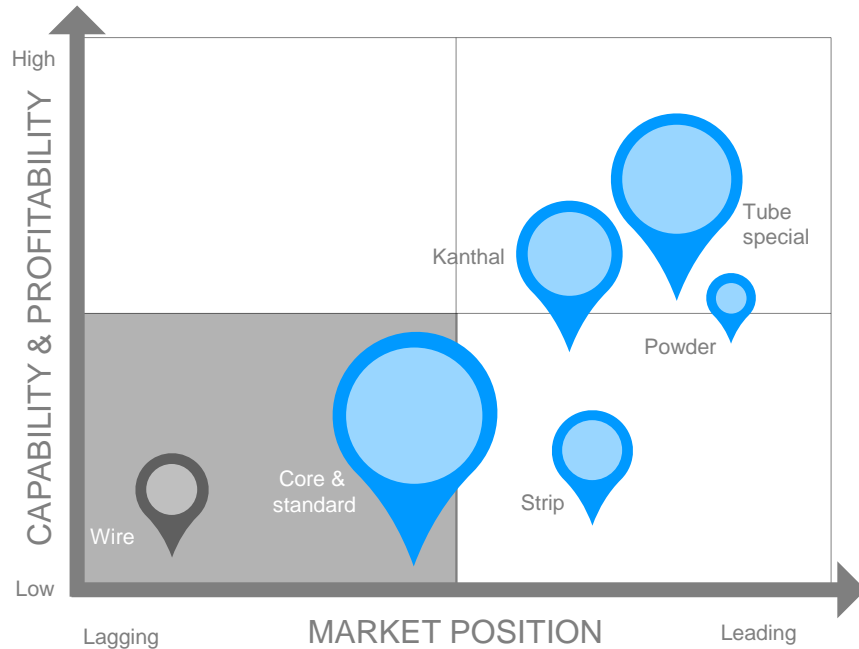 High
CAPABILITY & PROFITABILITY
Tube
special
Kanthal
Powder
Core &
standard
Strip
Wire
Low
Lagging
MARKET POSITION
Leading